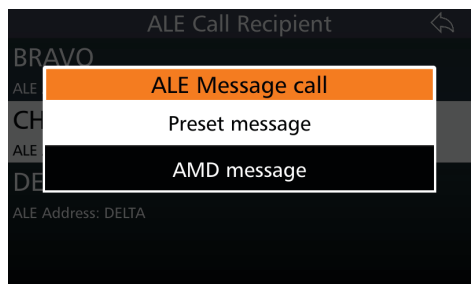 ALE Call Recipient
BRAVO
ALE
ALE Message call
CH
Preset message
ALE
AMD message
DE
ALE Address: DELTA